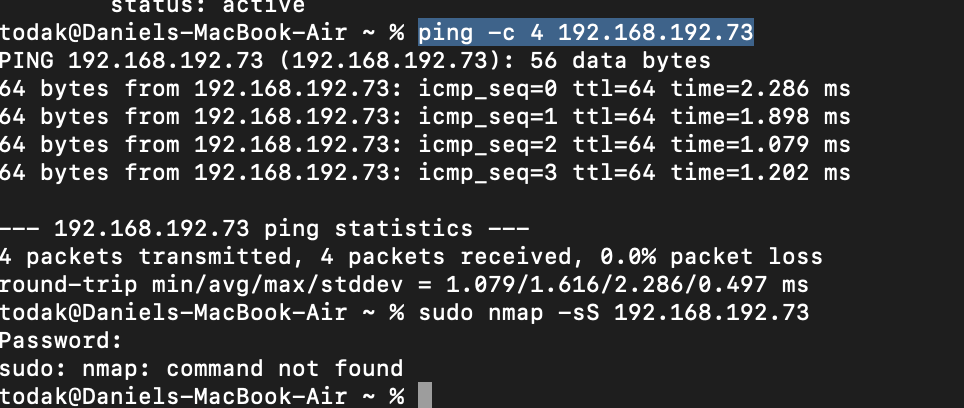 status: active
todak@Daniels-MacBook-Air ~ % ping -c 4 192.168.192.73
PING 192.168.192.73 (192.168.192.73): 56 data bytes
64 bytes from 192.168.192.73: icmp_seq=0 ttl=64 time=2.286 ms
64 bytes from 192.168.192.73: icmp_seq=1 ttl=64 time=1.898 ms
64 bytes from 192.168.192.73: icmp_seq=2 ttl=64 time=1.079 ms
64 bytes from 192.168.192.73: icmp_seq=3 ttl=64 time=1.202 ms
--- 192.168.192.73 ping statistics ---
4 packets transmitted, 4 packets received, 0.0% packet loss
round-trip min/avg/max/stddev = 1.079/1.616/2.286/0.497 ms
todak@Daniels-MacBook-Air ~ % sudo nmap -sS 192.168.192.73
Password:
sudo: nmap: command not found
todak@Daniels-MacBook-Air ~ %